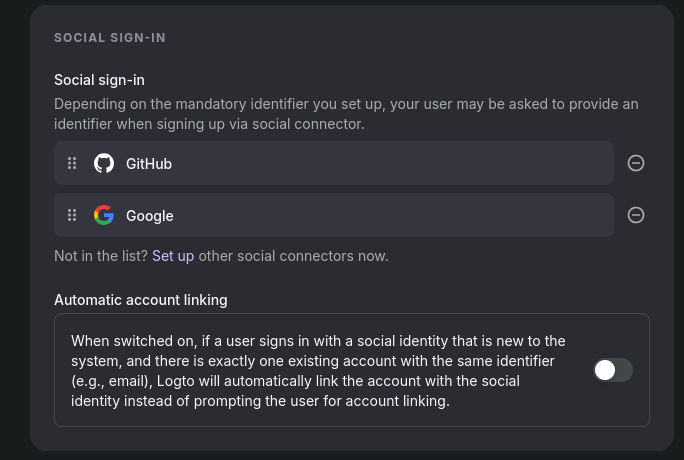 SOCIAL SIGN-IN
Social sign-in
Depending on the mandatory identifier you set up, your user may be asked to provide an
identifier when signing up via social connector.
GitHub
Google
Not in the list? Set up other social connectors now.
Automatic account linking
When switched on, if a user signs in with a social identity that is new to the
system, and there is exactly one existing account with the same identifier
(e.g., email), Logto will automatically link the account with the social
identity instead of prompting the user for account linking.